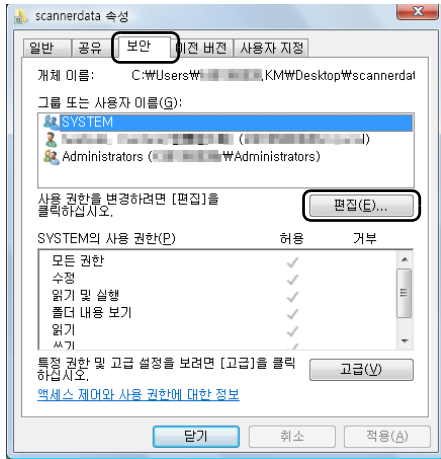 scannerdata 속성
일반 공유 보안 이전 버전 사용자 지정
개체 이름: C:₩Users₩ .KM₩Desktop₩scannerdat
그룹 또는 사용자 이름(G):
SYSTEM
Administrators ( ₩Administrators)
사용 권한을 변경하려면 [편집]을
클릭하십시오.
편집(E)...
SYSTEM의 사용 권한(P) 허용 거부
모든 권한
수정
읽기 및 실행
폴더 내용 보기
읽기
쓰기
특정 권한 및 고급 설정을 보려면 [고급]을 클릭
하십시오.
고급(V)
액세스 제어와 사용 권한에 대한 정보
닫기 취소 적용(A)